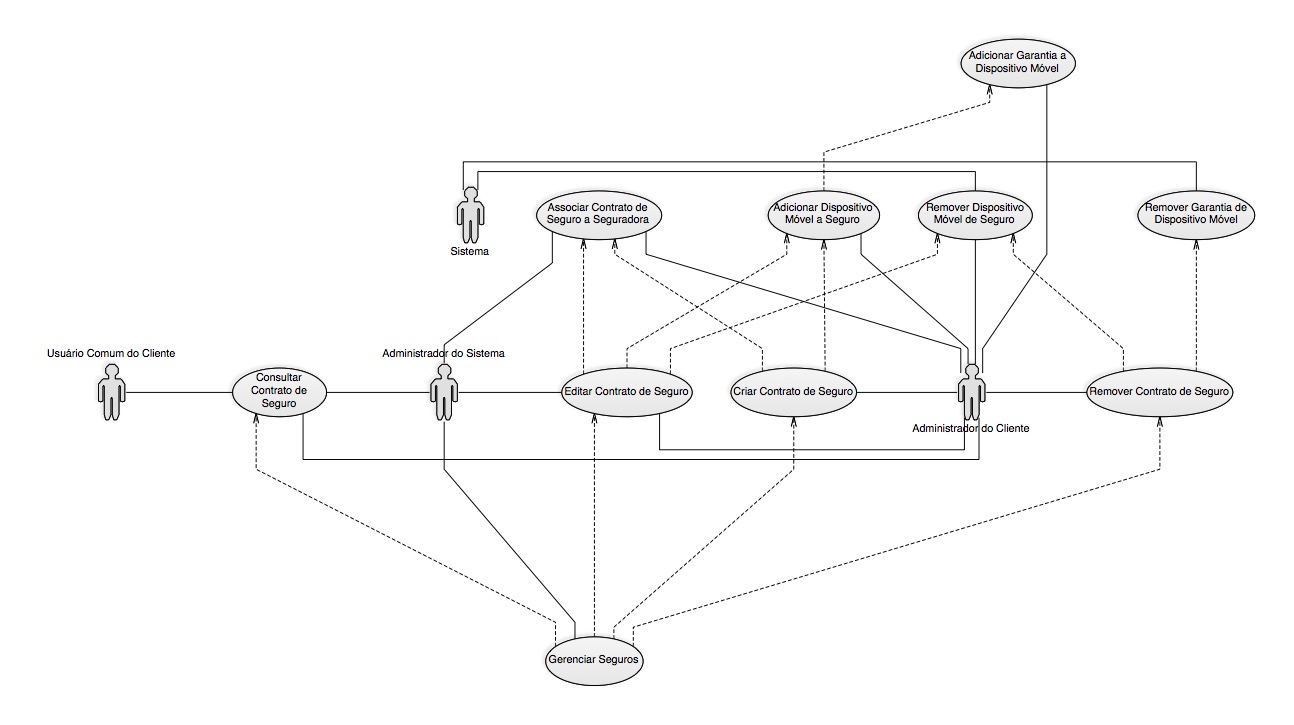 Adicionar Garantia a
Dispositivo Móvel
Associar Contrato de
Seguro a Seguradora
Adicionar Dispositivo
Móvel a Seguro
Remover Dispositivo
Móvel de Seguro
Remover Garantia de
Dispositivo Móvel
Sistema
Usuário Comum do Cliente
Administrador do Sistema
Consultar
Contrato de
Seguro
Editar Contrato de Seguro
Criar Contrato de Seguro
Remover Contrato de Seguro
Administrador do Cliente
Gerenciar Seguros